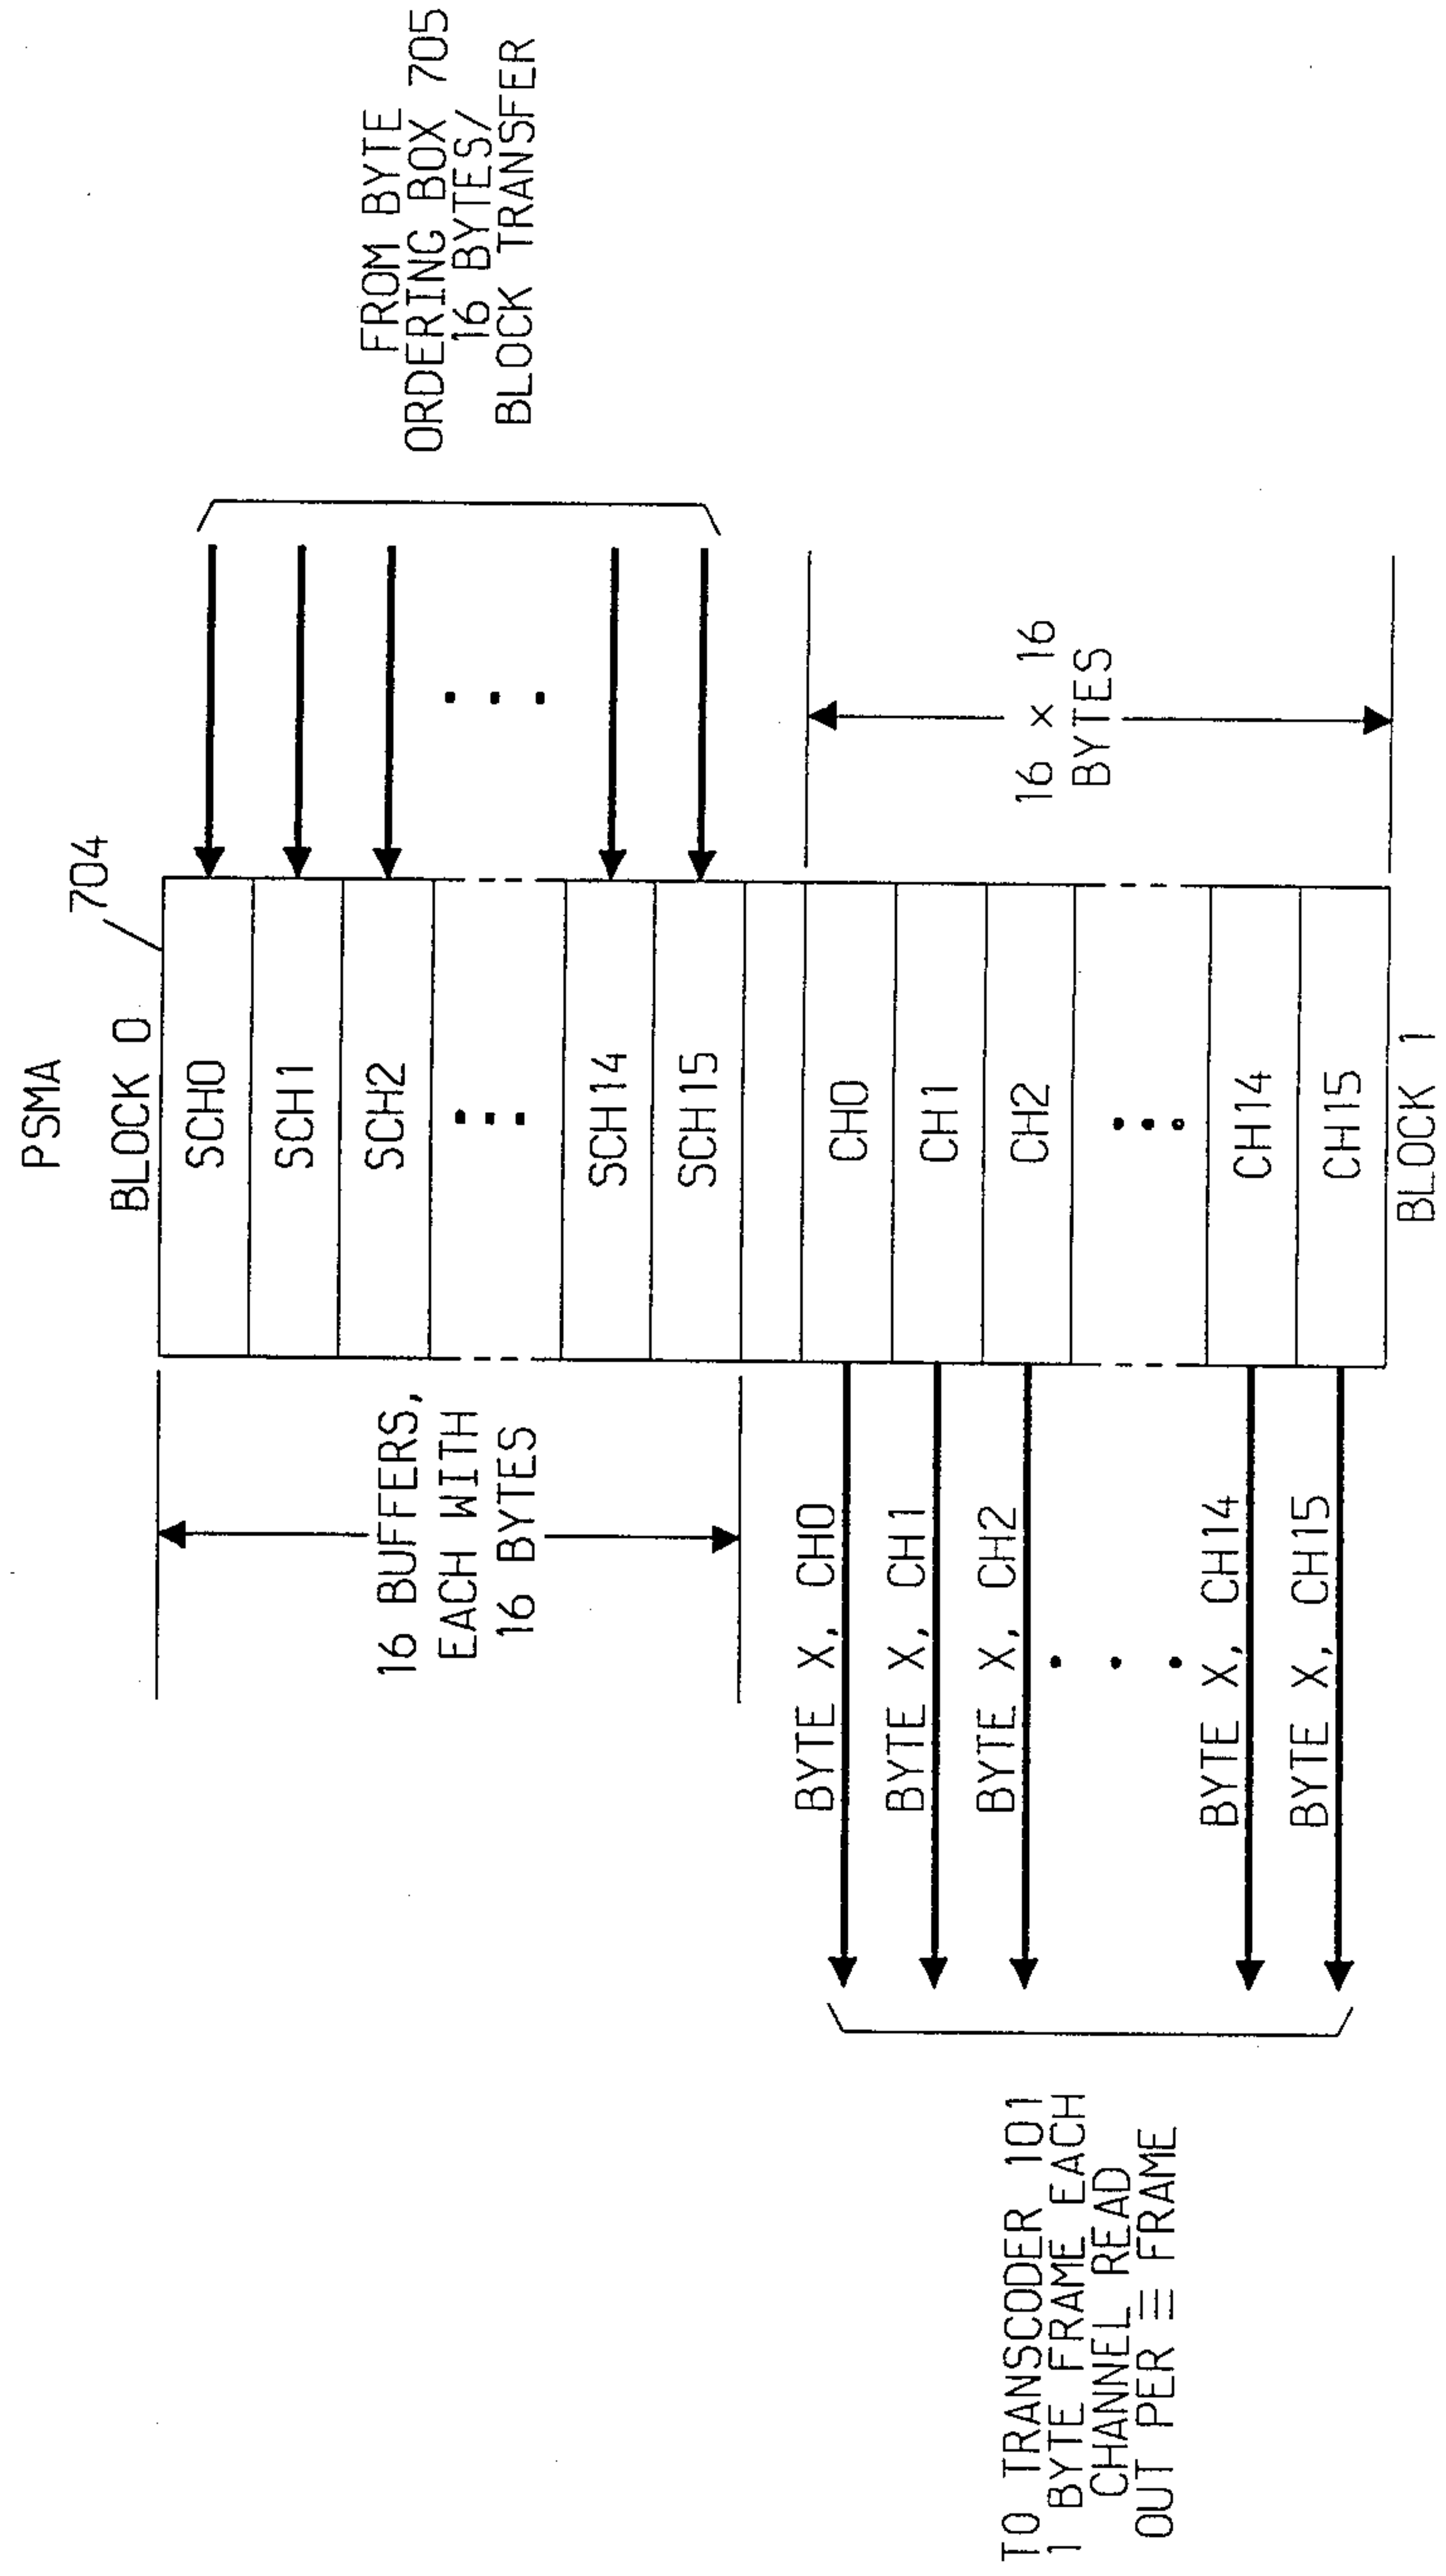 PSMA
704
BLOCK 0
SCH0
SCH1
SCH2
SCH14
SCH15
CH0
CH1
CH2
CH14
CH15
BLOCK 1
FROM BYTE
ORDERING BOX 705
16 BYTES/
BLOCK TRANSFER
16 × 16
BYTES
16 BUFFERS,
EACH WITH
16 BYTES
BYTE X, CH0
BYTE X, CH1
BYTE X, CH2
BYTE X, CH14
BYTE X, CH15
TO TRANSCODER 101
1 BYTE FRAME EACH
CHANNEL READ
OUT PER ≡ FRAME